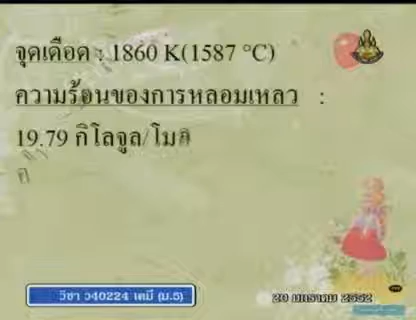 จุดเดือด : 1860 K(1587 °C)
ความร้อนของการหลอมเหลว :
19.79 กิโลจูล/โมล
วิชา ว40224 เคมี (ม.5)
20 มกราคม 2552